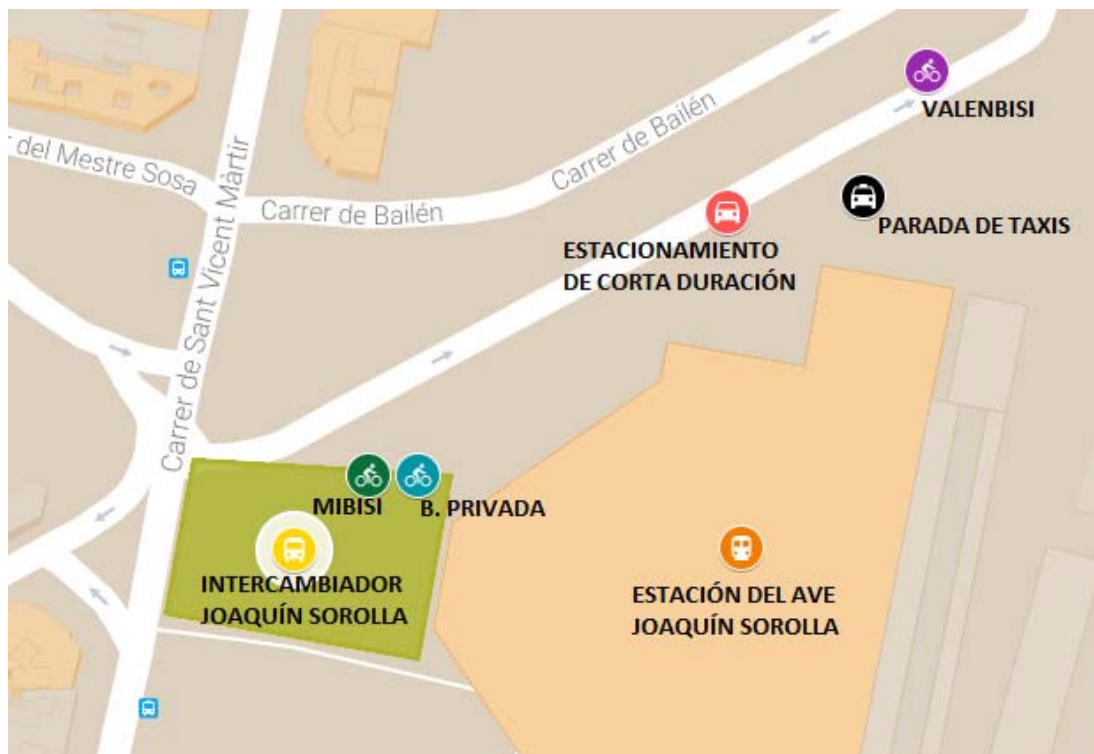 VALENBISI
Carrer de Bailén
r del Mestre Sosa
Carrer de Bailén
PARADA DE TAXIS
ESTACIONAMIENTO
DE CORTA DURACIÓN
Carrer de Sant Vicent Màrtir
MIBISI
B. PRIVADA
INTERCAMBIADOR
JOAQUÍN SOROLLA
ESTACIÓN DEL AVE
JOAQUÍN SOROLLA